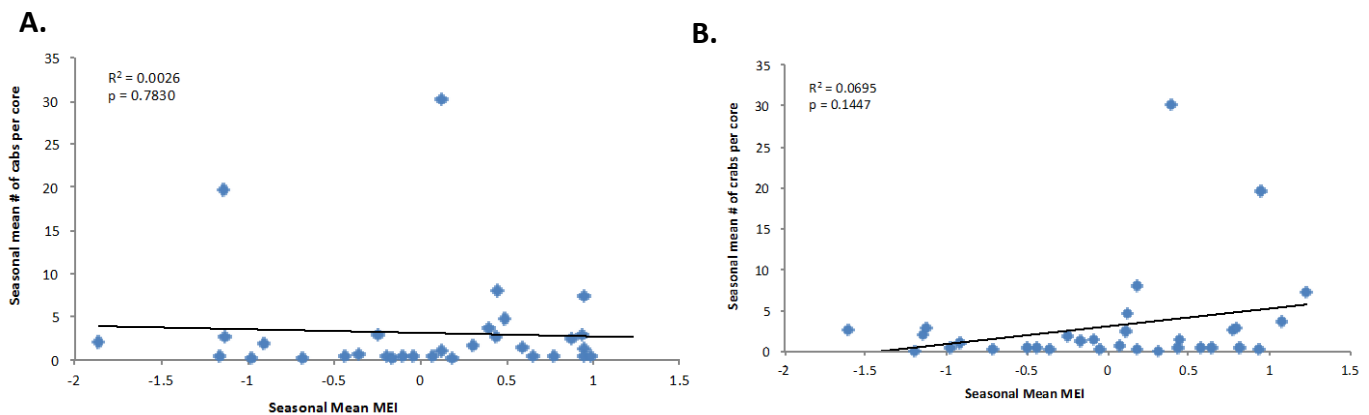 A.
R² = 0.0026
p = 0.7830
Seasonal mean # of cabs per core
35
30
25
20
15
10
5
0
-2 -1.5 -1 -0.5 0 0.5 1 1.5
Seasonal Mean MEI
B.
R² = 0.0695
p = 0.1447
Seasonal mean # of crabs per core
35
30
25
20
15
10
5
0
-2 -1.5 -1 -0.5 0 0.5 1 1.5
Seasonal Mean MEI